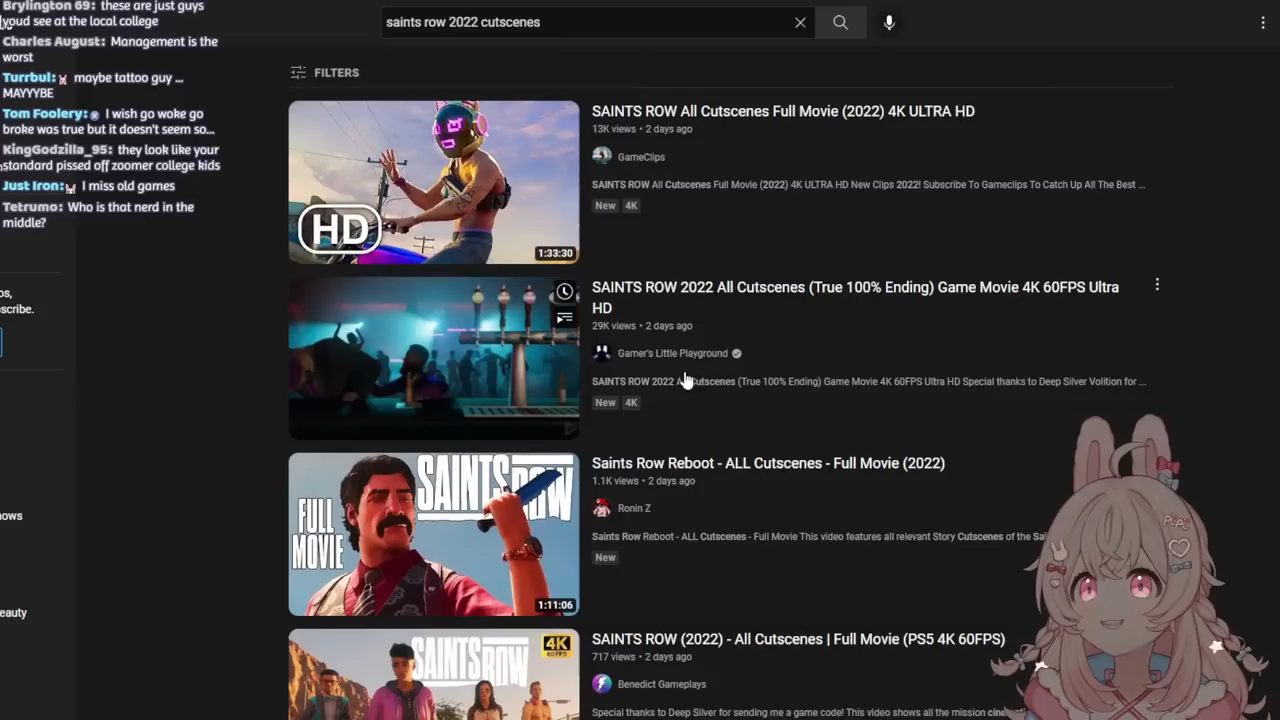 Brylington 69: these are just guys
youd see at the local college
Charles August: Management is the
worst
Turrbul: maybe tattoo guy ...
MAYYYBE
Tom Foolery: I wish go woke go
broke was true but it doesn't seem so...
KingGodzilla_95: they look like your
standard pissed off zoomer college kids
Just Iron: I miss old games
Tetrumo: Who is that nerd in the
middle?
ps,
scribe.
nows
eauty
saints row 2022 cutscenes
FILTERS
HD
1:33:30
SAINTS ROW All Cutscenes Full Movie (2022) 4K ULTRA HD
13K views • 2 days ago
GameClips
SAINTS ROW All Cutscenes Full Movie (2022) 4K ULTRA HD New Clips 2022! Subscribe To Gameclips To Catch Up All The Best ...
New 4K
SAINTS ROW 2022 All Cutscenes (True 100% Ending) Game Movie 4K 60FPS Ultra
HD
29K views • 2 days ago
Gamer's Little Playground
SAINTS ROW 2022 All Cutscenes (True 100% Ending) Game Movie 4K 60FPS Ultra HD Special thanks to Deep Silver Volition for ...
New 4K
SAINTS ROW
FULL
MOVIE
1:11:06
Saints Row Reboot - ALL Cutscenes - Full Movie (2022)
1.1K views • 2 days ago
Ronin Z
Saints Row Reboot - ALL Cutscenes - Full Movie This video features all relevant Story Cutscenes of the Sai
New
SAINTS ROW
4K
60 FPS
SAINTS ROW (2022) - All Cutscenes | Full Movie (PS5 4K 60FPS)
717 views • 2 days ago
Benedict Gameplays
Special thanks to Deep Silver for sending me a game code! This video shows all the mission cinem